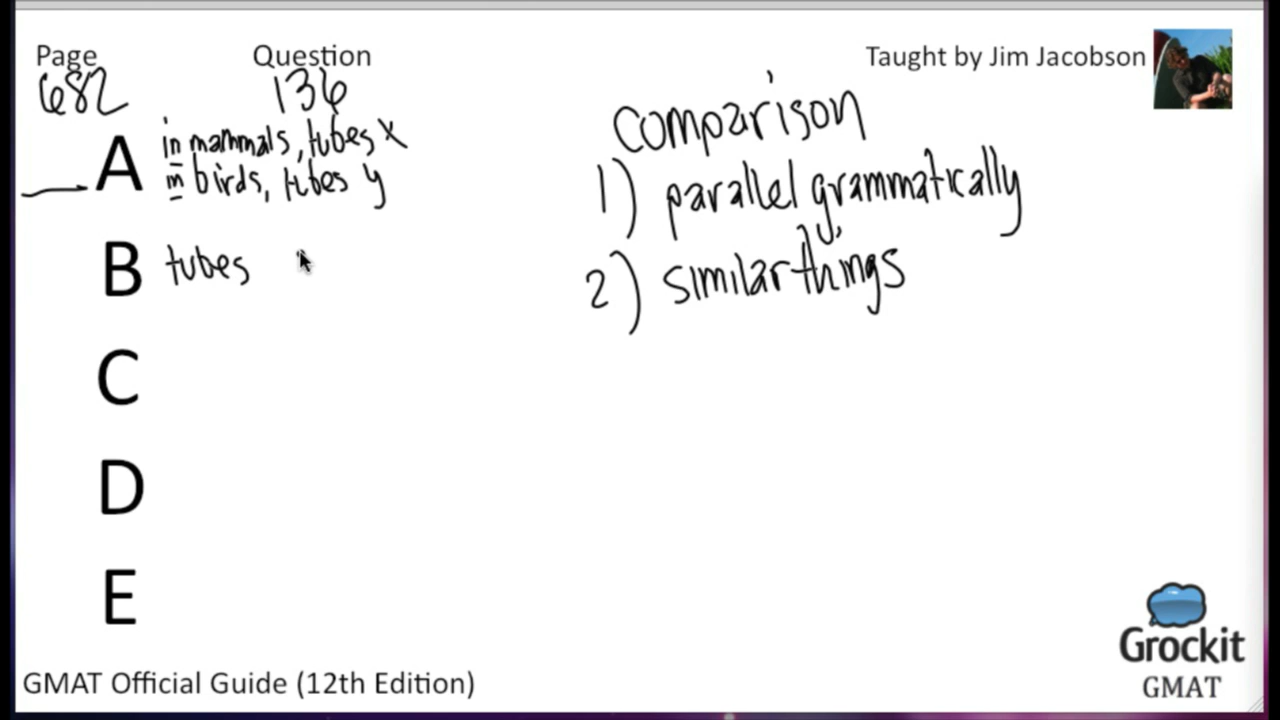 Page Question Taught by Jim Jacobson
682 136
comparison
A in mammals, tubes x
in birds, tubes y
1) parallel grammatically
B tubes
2) similar things
C
D
E
Grockit
GMAT
GMAT Official Guide (12th Edition)